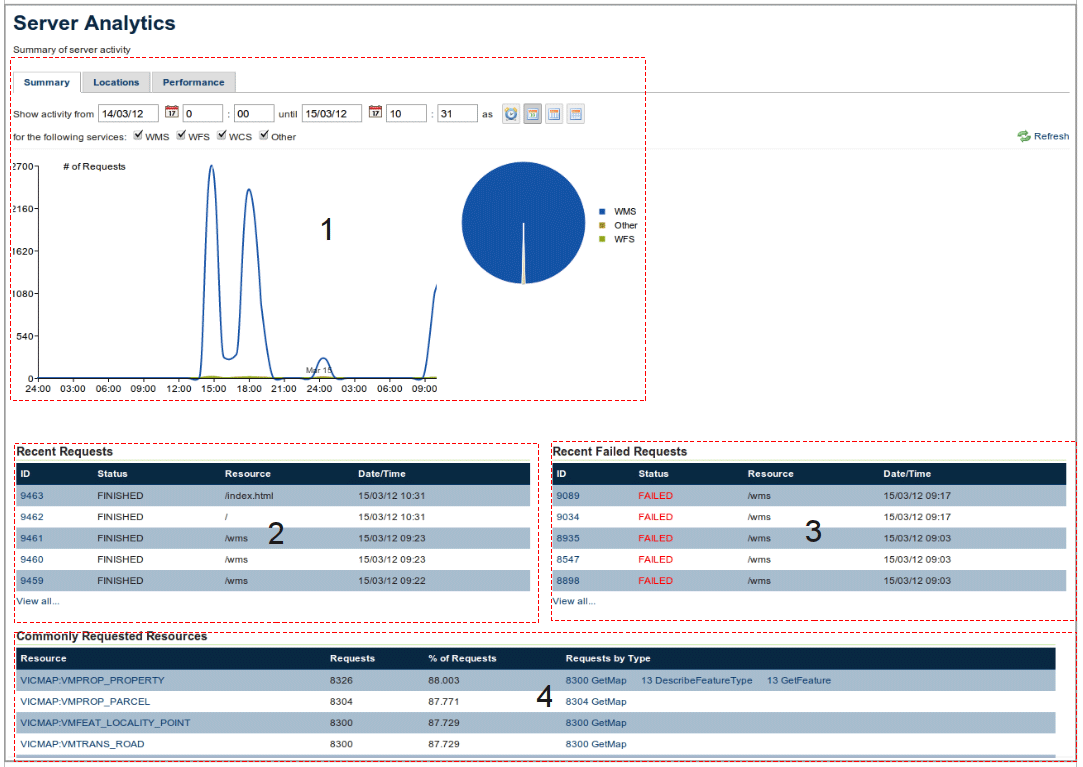 Server Analytics
Summary of server activity
Summary Locations Performance
Show activity from 14/03/12 17 0 : 00 until 15/03/12 17 10 : 31 as
for the following services: WMS WFS WCS Other
Refresh
# of Requests
2700
2160
1620
1080
540
0
Mar 15
24:00 03:00 06:00 09:00 12:00 15:00 18:00 21:00 24:00 03:00 06:00 09:00
1
WMS
Other
WFS
Recent Requests
ID Status Resource Date/Time
9463 FINISHED /index.html 15/03/12 10:31
9462 FINISHED / 15/03/12 10:31
9461 FINISHED /wms 15/03/12 09:23
9460 FINISHED /wms 15/03/12 09:23
9459 FINISHED /wms 15/03/12 09:22
View all...
2
Recent Failed Requests
ID Status Resource Date/Time
9089 FAILED /wms 15/03/12 09:17
9034 FAILED /wms 15/03/12 09:17
8935 FAILED /wms 15/03/12 09:03
8547 FAILED /wms 15/03/12 09:03
8898 FAILED /wms 15/03/12 09:03
View all...
3
Commonly Requested Resources
Resource Requests % of Requests Requests by Type
VICMAP:VMPROP_PROPERTY 8326 88.003 8300 GetMap 13 DescribeFeatureType 13 GetFeature
VICMAP:VMPROP_PARCEL 8304 87.771 8304 GetMap
VICMAP:VMFEAT_LOCALITY_POINT 8300 87.729 8300 GetMap
VICMAP:VMTRANS_ROAD 8300 87.729 8300 GetMap
4